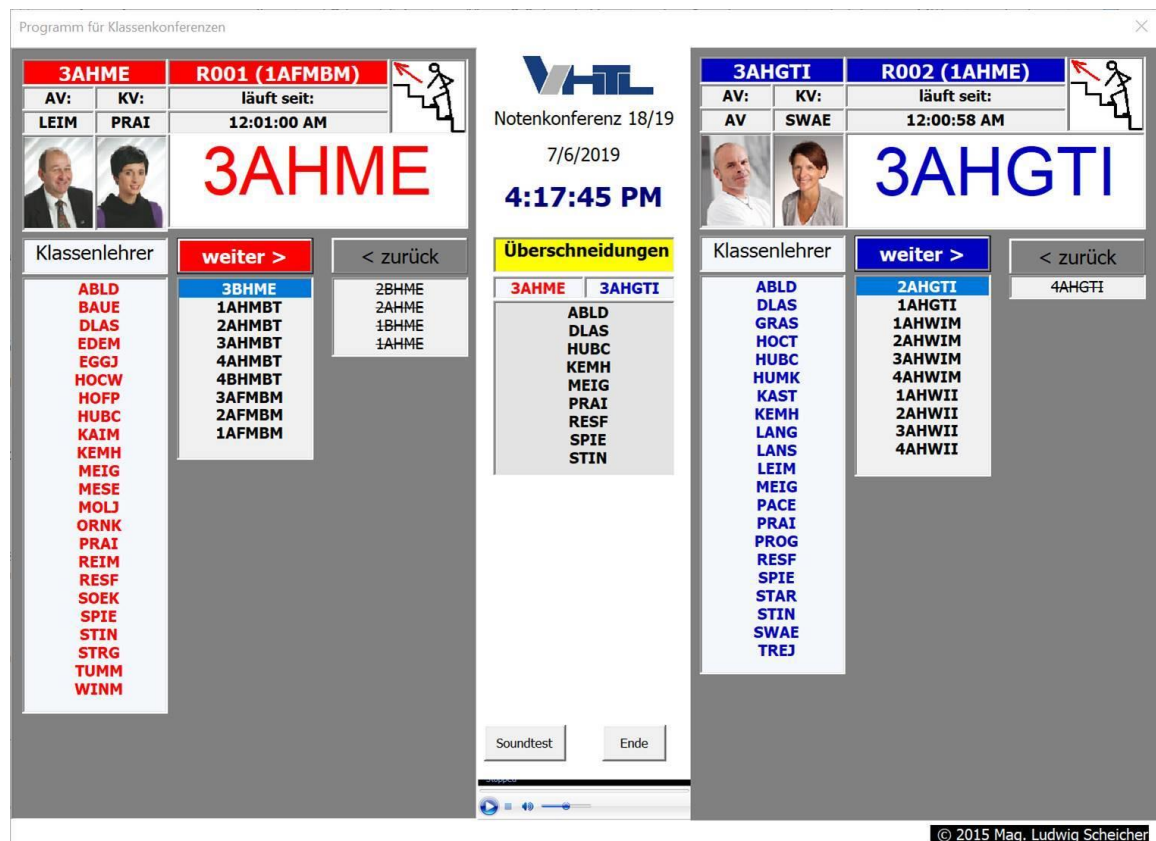 Programm für Klassenkonferenzen
3AHME R001 (1AFMBM)
AV: KV: läuft seit:
LEIM PRAI 12:01:00 AM
3AHME
Klassenlehrer
weiter >
< zurück
ABLD
BAUE
DLAS
EDEM
EGGJ
HOCW
HOFP
HUBC
KAIM
KEMH
MEIG
MESE
MOLJ
ORNK
PRAI
REIM
RESF
SOEK
SPIE
STIN
STRG
TUMM
WINM
3BHME
1AHMBT
2AHMBT
3AHMBT
4AHMBT
4BHMBT
3AFMBM
2AFMBM
1AFMBM
2BHME
2AHME
1BHME
1AHME
VHTL
Notenkonferenz 18/19
7/6/2019
4:17:45 PM
Überschneidungen
3AHME 3AHGTI
ABLD
DLAS
HUBC
KEMH
MEIG
PRAI
RESF
SPIE
STIN
Soundtest
Ende
3AHGTI R002 (1AHME)
AV: KV: läuft seit:
AV SWAE 12:00:58 AM
3AHGTI
Klassenlehrer
weiter >
< zurück
ABLD
DLAS
GRAS
HOCT
HUBC
HUMK
KAST
KEMH
LANG
LANS
LEIM
MEIG
PACE
PRAI
PROG
RESF
SPIE
STAR
STIN
SWAE
TREJ
2AHGTI
1AHGTI
1AHWIM
2AHWIM
3AHWIM
4AHWIM
1AHWII
2AHWII
3AHWII
4AHWII
4AHGTI
© 2015 Mag. Ludwig Scheicher